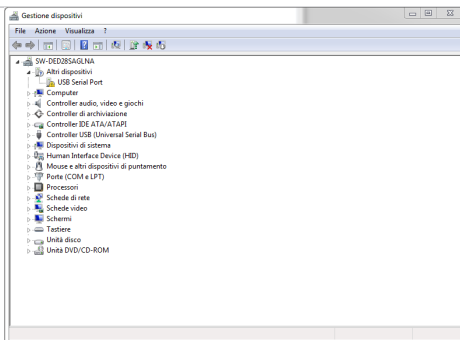 Gestione dispositivi
File Azione Visualizza ?
SW-DED28SAGLNA
Altri dispositivi
USB Serial Port
Computer
Controller audio, video e giochi
Controller di archiviazione
Controller IDE ATA/ATAPI
Controller USB (Universal Serial Bus)
Dispositivi di sistema
Human Interface Device (HID)
Mouse e altri dispositivi di puntamento
Porte (COM e LPT)
Processori
Schede di rete
Schede video
Schermi
Tastiere
Unità disco
Unità DVD/CD-ROM